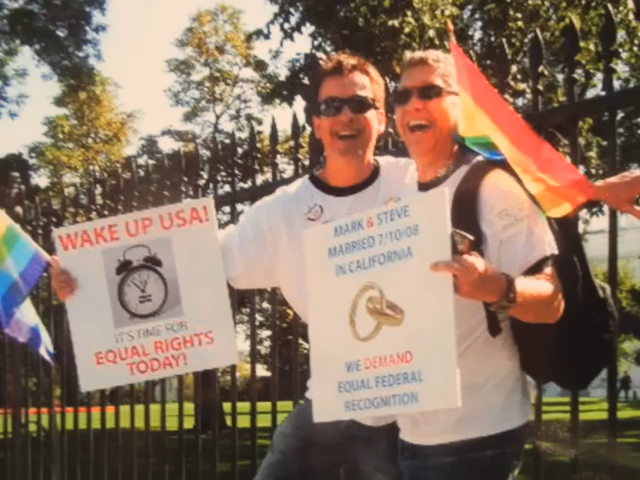 WAKE UP USA!
IT'S TIME FOR
EQUAL RIGHTS
TODAY!
MARK & STEVE
MARRIED 7/10/08
IN CALIFORNIA
WE DEMAND
EQUAL FEDERAL
RECOGNITION